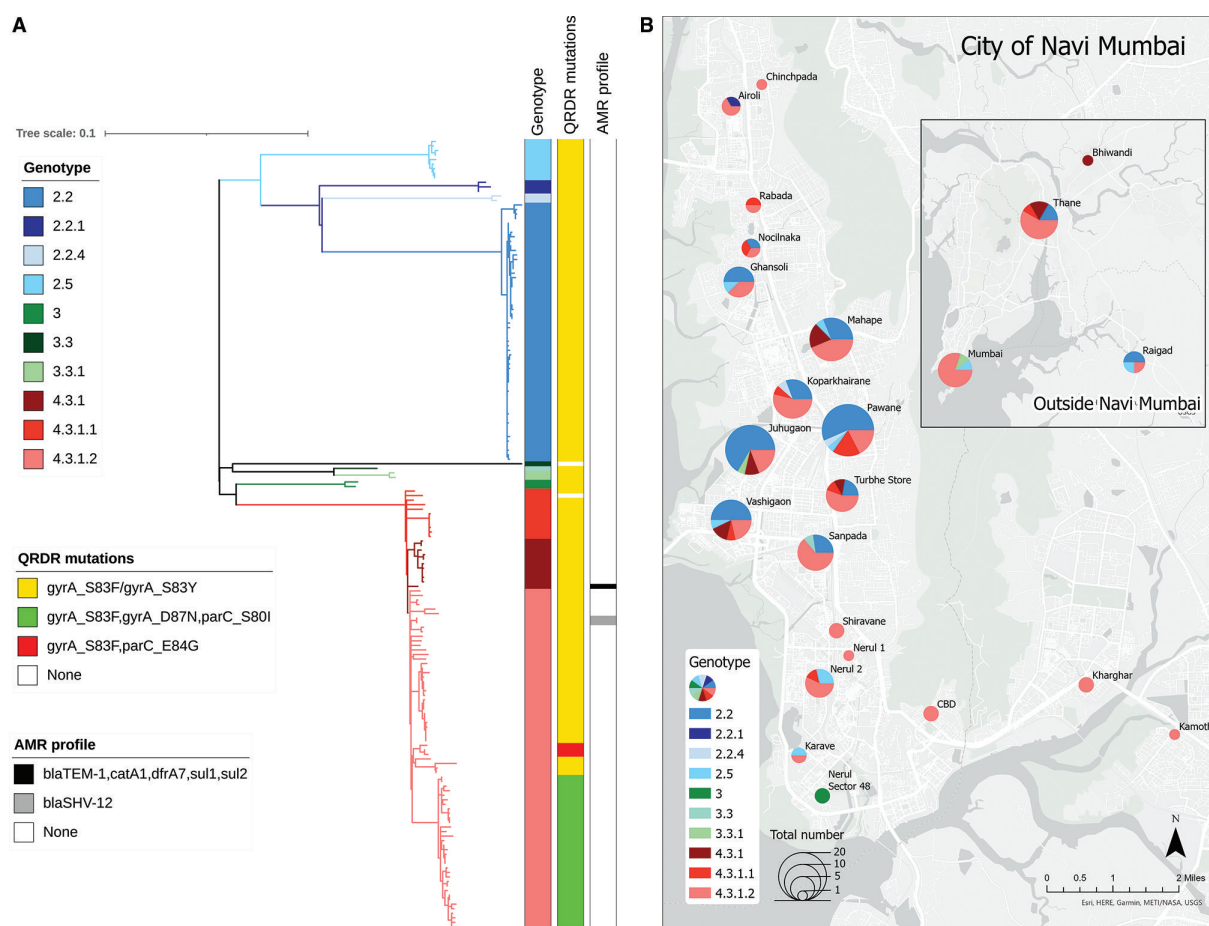 A
Tree scale: 0.1
Genotype
QRDR mutations
AMR profile
Genotype
2.2
2.2.1
2.2.4
2.5
3
3.3
3.3.1
4.3.1
4.3.1.1
4.3.1.2
QRDR mutations
gyrA_S83F/gyrA_S83Y
gyrA_S83F,gyrA_D87N,parC_S80I
gyrA_S83F,parC_E84G
None
AMR profile
blaTEM-1,catA1,dfrA7,sul1,sul2
blaSHV-12
None
B
City of Navi Mumbai
Chinchpada
Airoli
Rabada
Nocilnaka
Ghansoli
Mahape
Koparkhairane
Pawane
Juhugaon
Turbhe Store
Vashigaon
Sanpada
Shiravane
Nerul 1
Nerul 2
CBD
Kharghar
Kamoth
Karave
Nerul
Sector 48
Bhiwandi
Thane
Mumbai
Raigad
Outside Navi Mumbai
Genotype
2.2
2.2.1
2.2.4
2.5
3
3.3
3.3.1
4.3.1
4.3.1.1
4.3.1.2
Total number
20
10
5
1
N
0 0.5 1 2 Miles
Esri, HERE, Garmin, METI/NASA, USGS